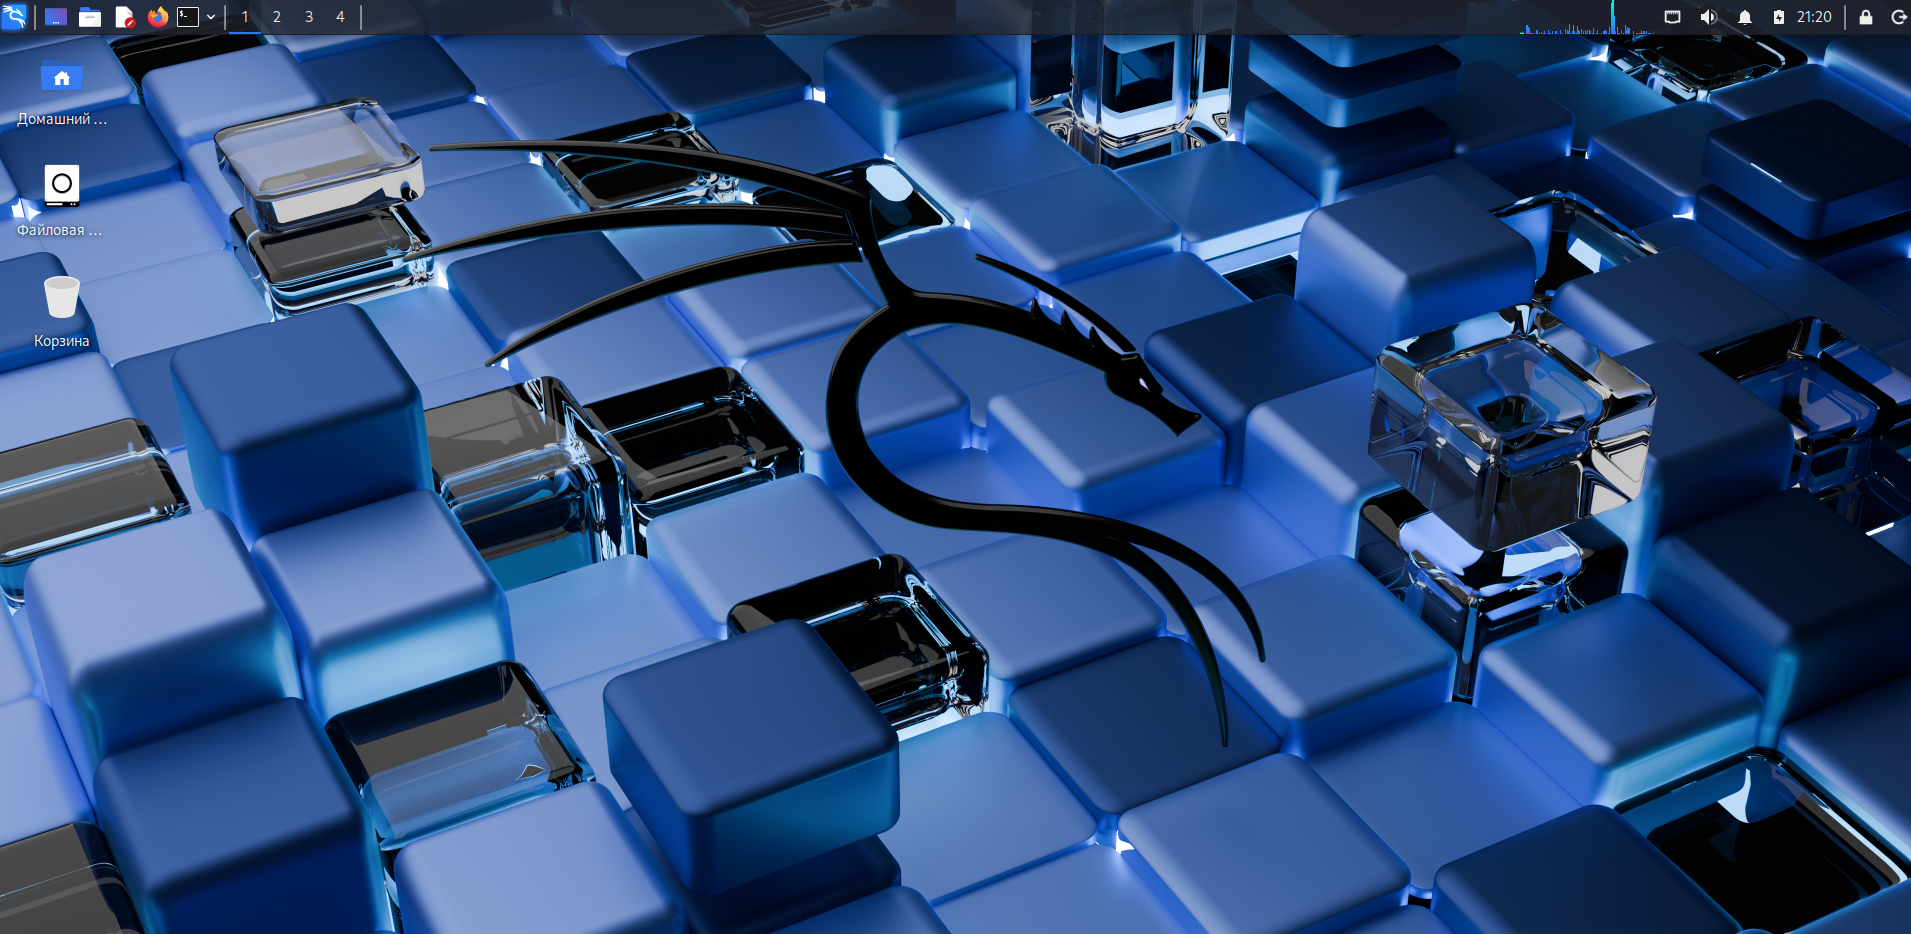 1 2 3 4
21:20
Домашний ...
Файловая ...
Корзина